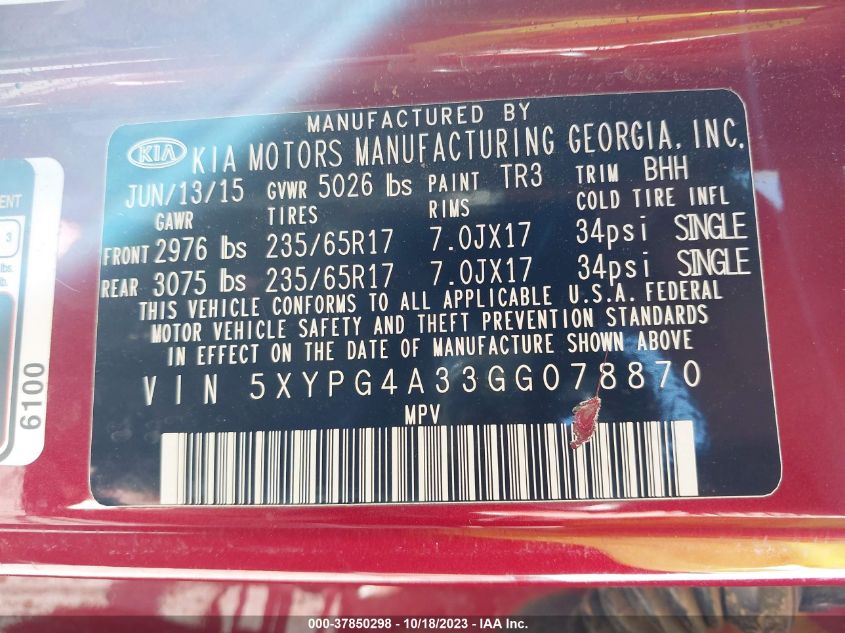 MANUFACTURED BY
KIA KIA MOTORS MANUFACTURING GEORGIA, INC.
JUN/13/15 GVWR 5026 lbs PAINT TR3 TRIM BHH
GAWR TIRES RIMS COLD TIRE INFL
FRONT 2976 lbs 235/65R17 7.0JX17 34psi SINGLE
REAR 3075 lbs 235/65R17 7.0JX17 34psi SINGLE
THIS VEHICLE CONFORMS TO ALL APPLICABLE U.S.A. FEDERAL
MOTOR VEHICLE SAFETY AND THEFT PREVENTION STANDARDS
IN EFFECT ON THE DATE OF MANUFACTURE SHOWN ABOVE.
VIN 5XYPG4A33GG078870
MPV
3
lbs.
6100
000-37850298 - 10/18/2023 - IAA Inc.